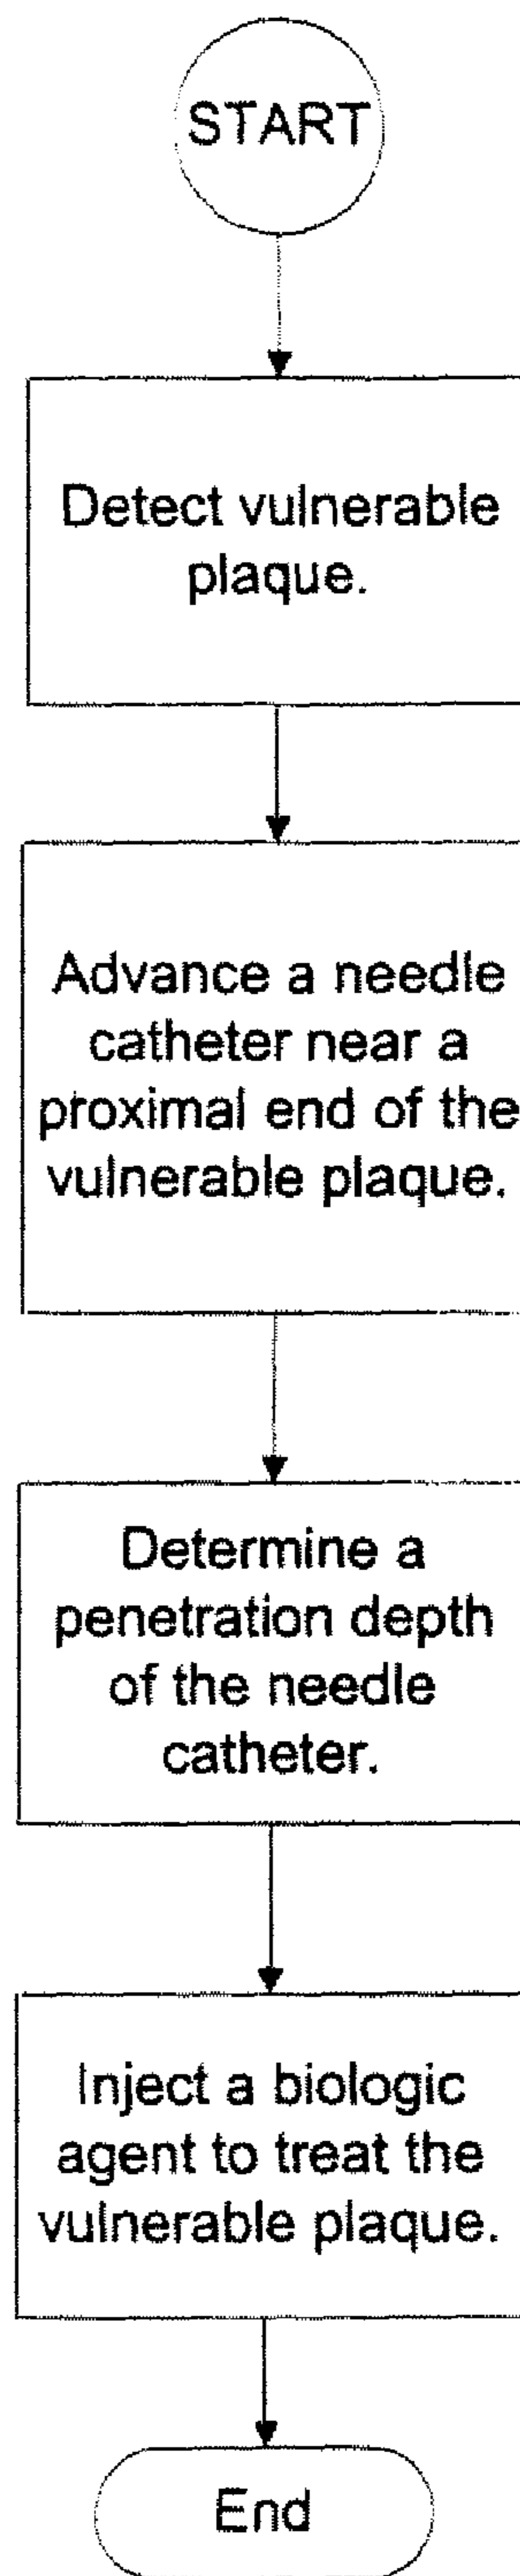 START
Detect vulnerable
plaque.
Advance a needle
catheter near a
proximal end of the
vulnerable plaque.
Determine a
penetration depth
of the needle
catheter.
Inject a biologic
agent to treat the
vulnerable plaque.
End